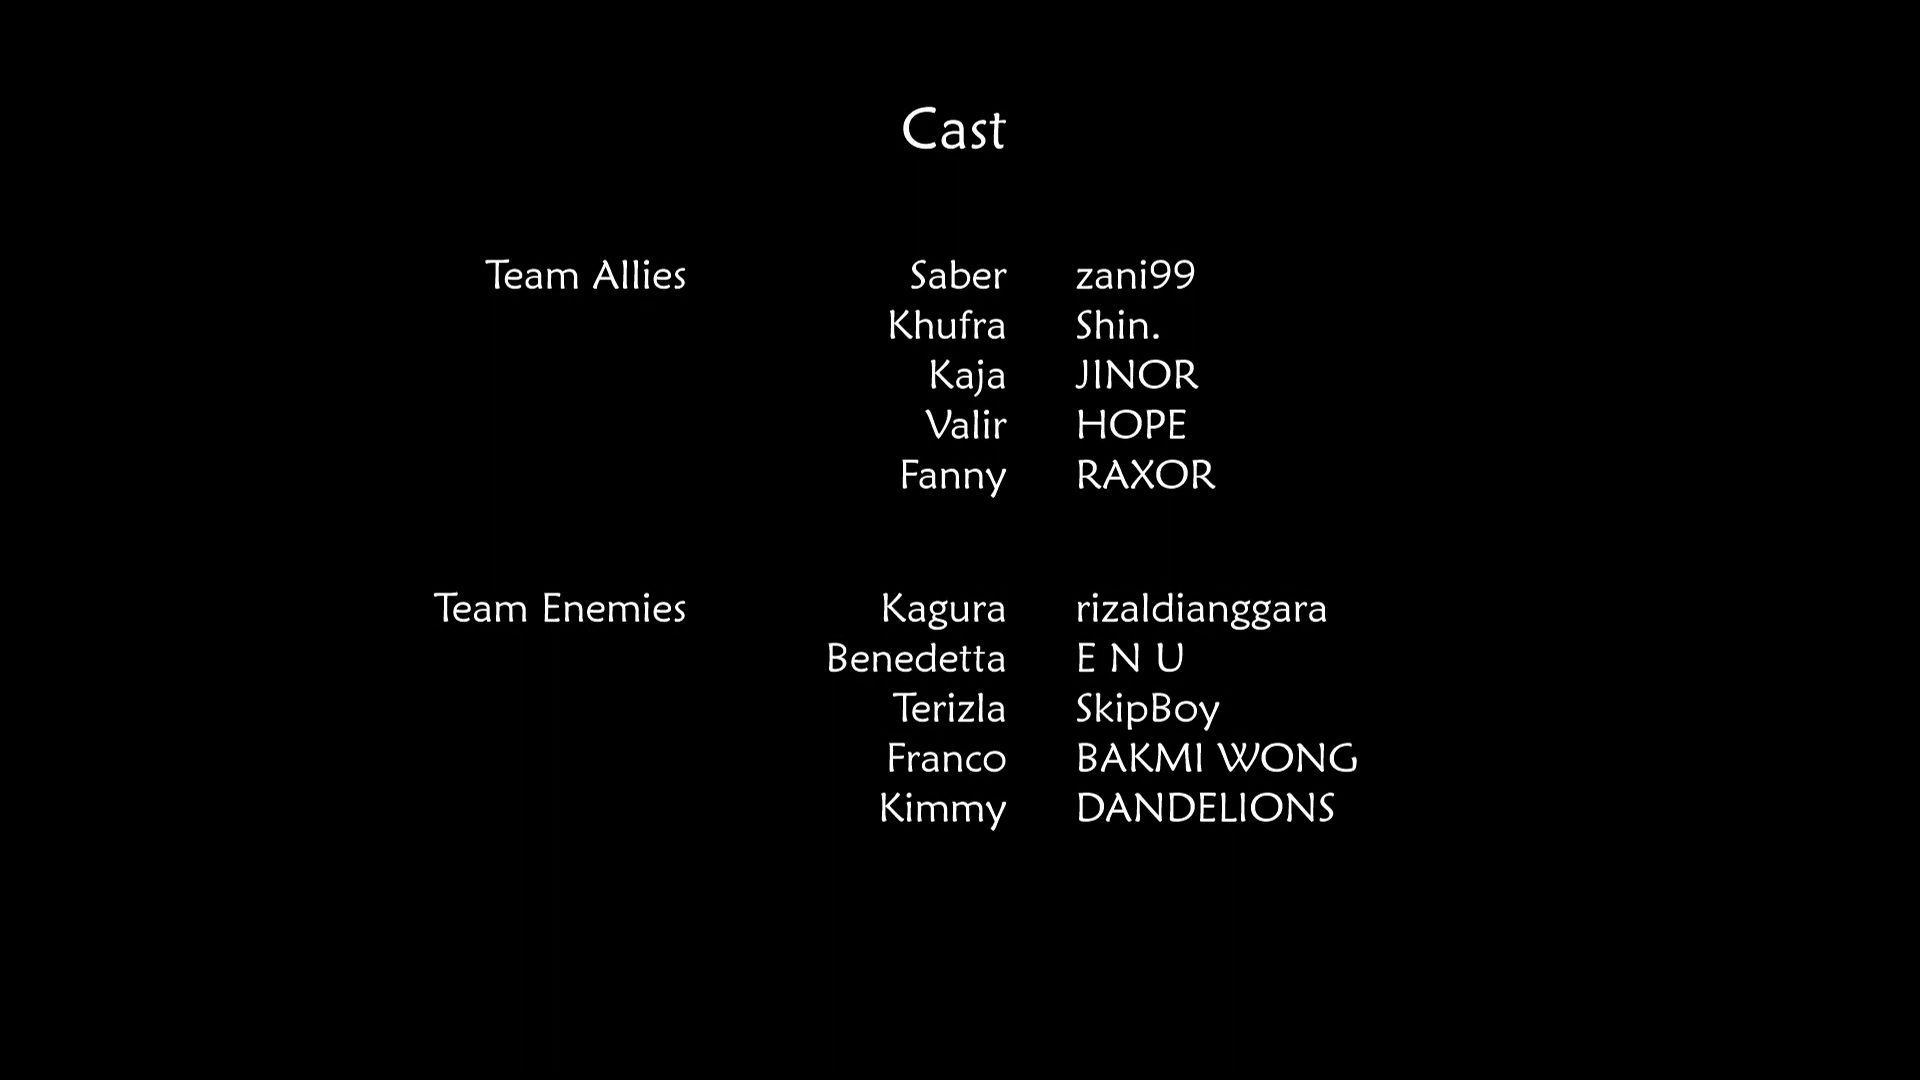 Cast
Team Allies Saber zani99
Khufra Shin.
Kaja JINOR
Valir HOPE
Fanny RAXOR
Team Enemies Kagura rizaldianggara
Benedetta E N U
Terizla SkipBoy
Franco BAKMI WONG
Kimmy DANDELIONS